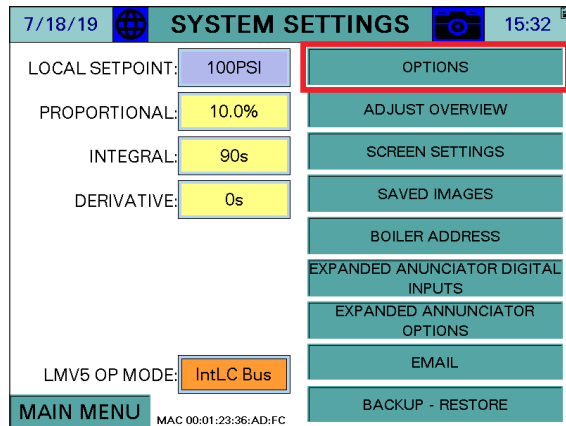 7/18/19 SYSTEM SETTINGS 15:32
LOCAL SETPOINT: 100PSI
OPTIONS
PROPORTIONAL: 10.0%
ADJUST OVERVIEW
INTEGRAL: 90s
SCREEN SETTINGS
DERIVATIVE: 0s
SAVED IMAGES
BOILER ADDRESS
EXPANDED ANUNCIATOR DIGITAL
INPUTS
EXPANDED ANNUNCIATOR
OPTIONS
LMV5 OP MODE: IntLC Bus
EMAIL
MAIN MENU MAC 00:01:23:36:AD:FC
BACKUP - RESTORE